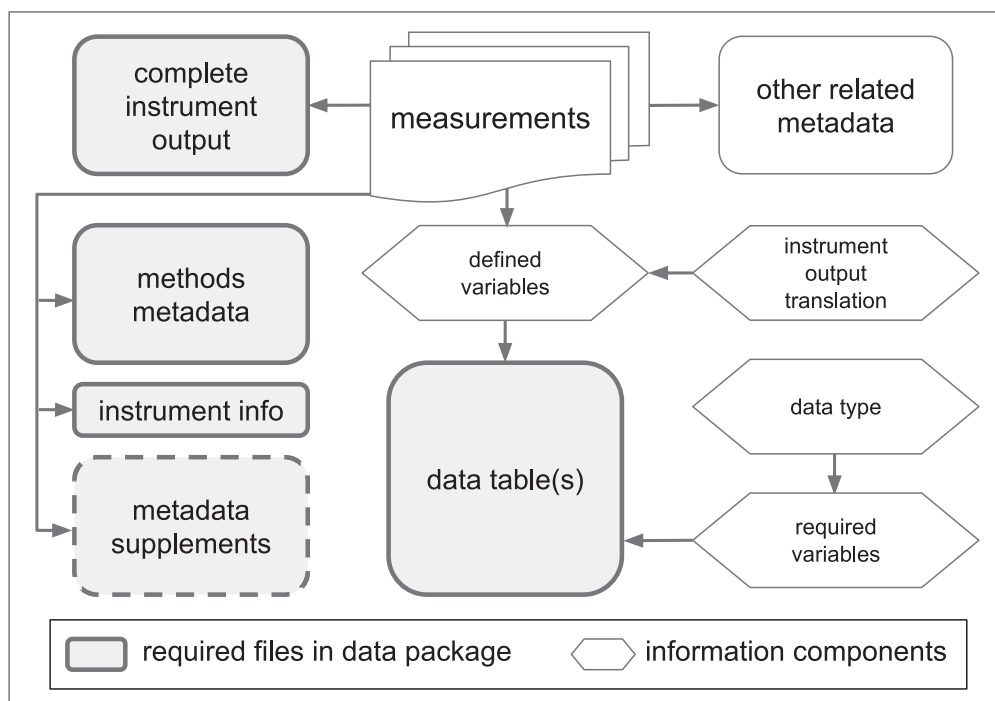 complete
instrument
output
measurements
other related
metadata
methods
metadata
defined
variables
instrument
output
translation
instrument info
data type
data table(s)
metadata
supplements
required
variables
required files in data package
information components